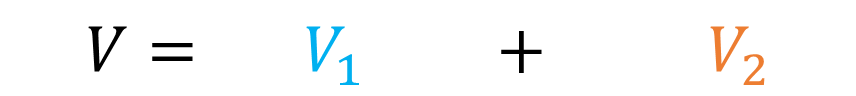 V = V₁ + V₂